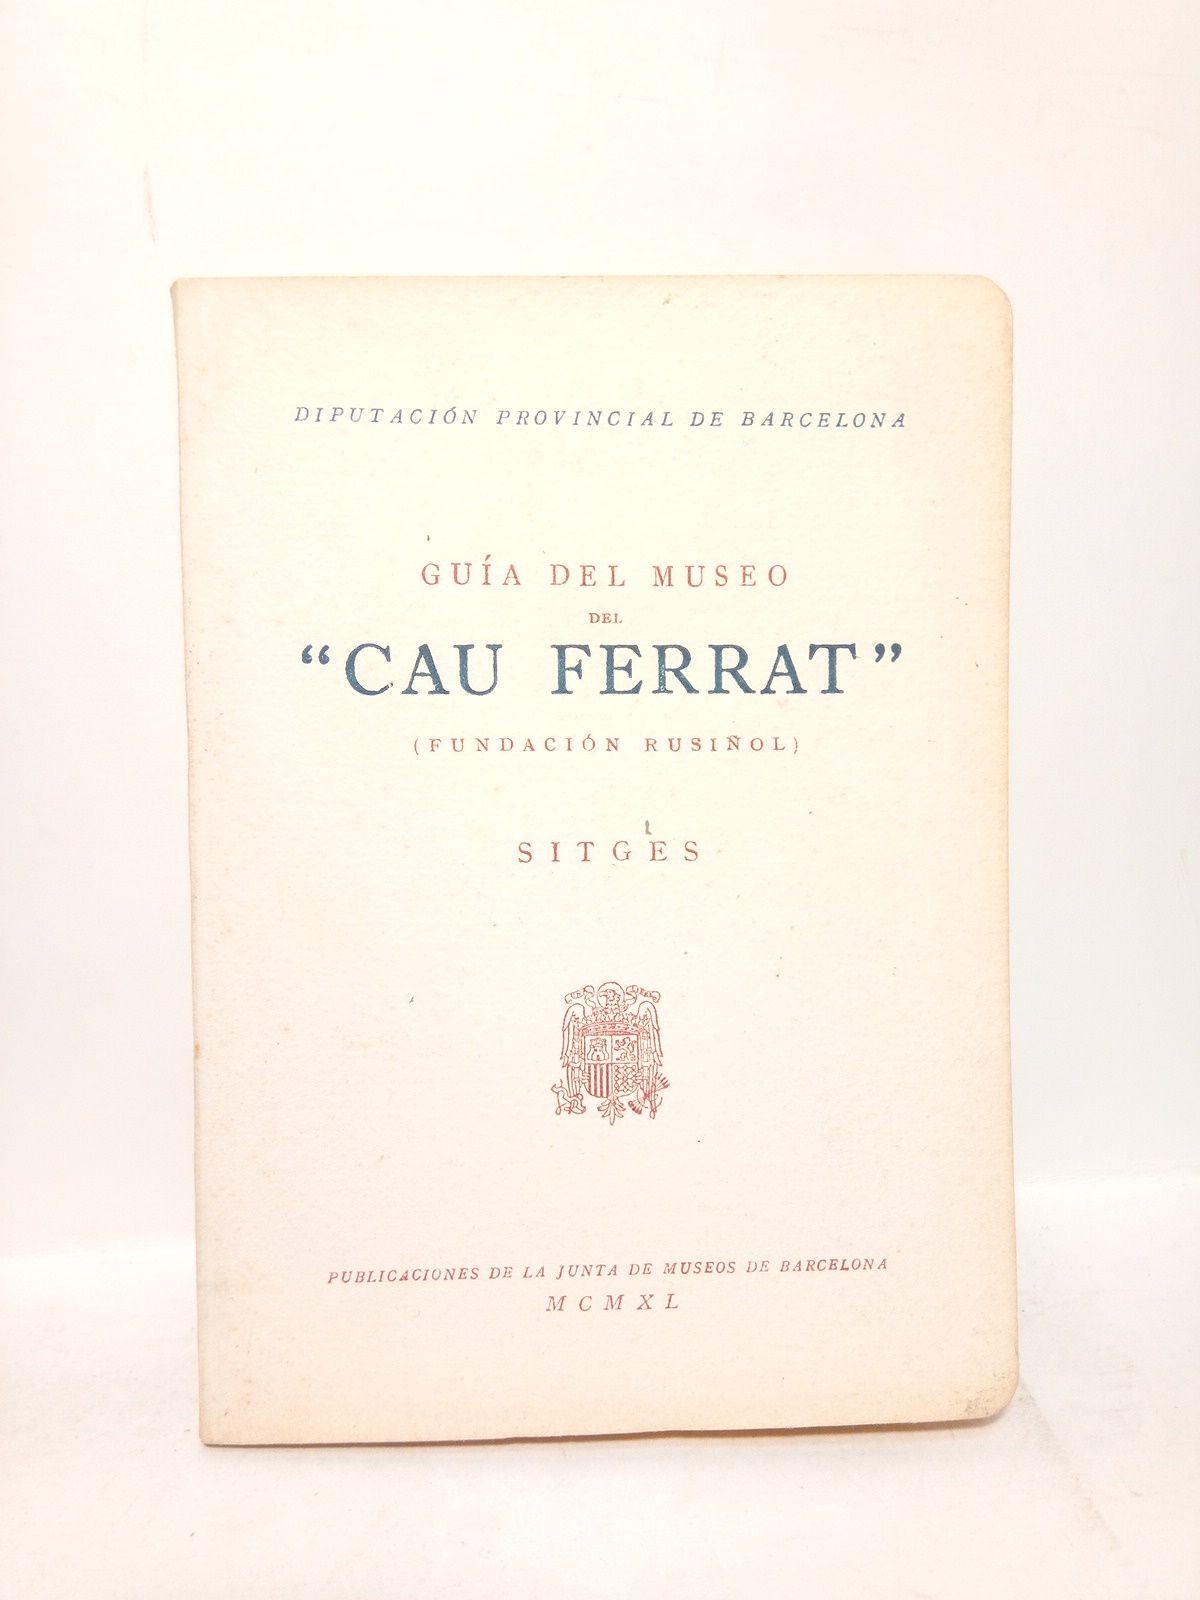 DIPUTACIÓN PROVINCIAL DE BARCELONA
GUÍA DEL MUSEO
DEL
“CAU FERRAT”
(FUNDACIÓN RUSIÑOL)
SITGES
PUBLICACIONES DE LA JUNTA DE MUSEOS DE BARCELONA
MCMXL